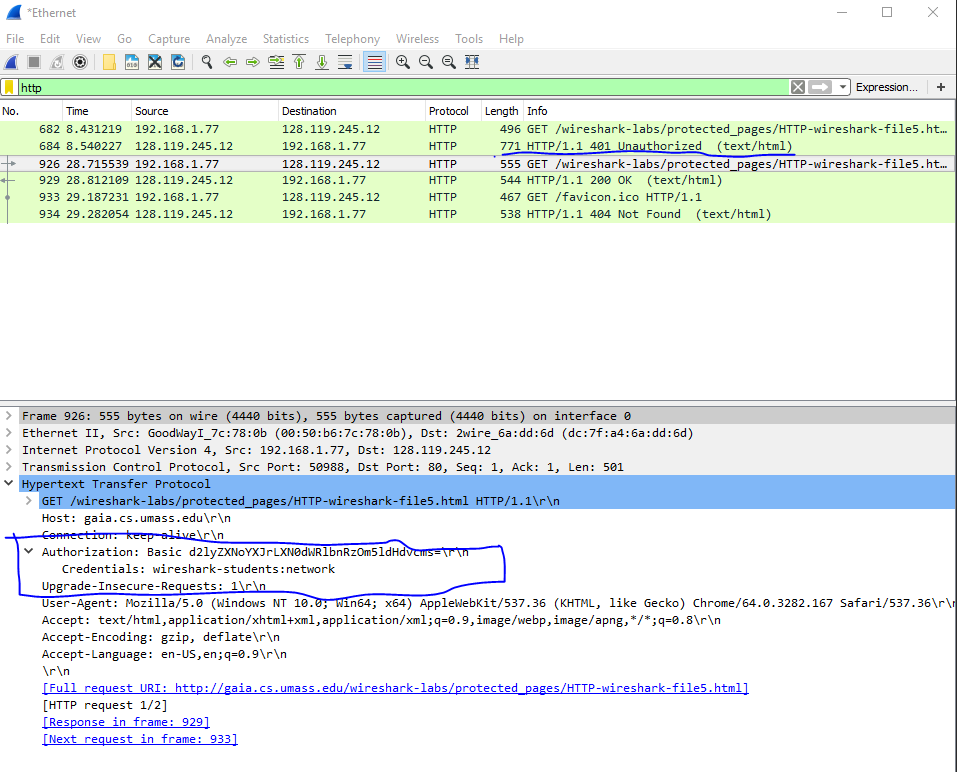 *Ethernet
File Edit View Go Capture Analyze Statistics Telephony Wireless Tools Help
http Expression... +
No. Time Source Destination Protocol Length Info
682 8.431219 192.168.1.77 128.119.245.12 HTTP 496 GET /wireshark-labs/protected_pages/HTTP-wireshark-file5.ht…
684 8.540227 128.119.245.12 192.168.1.77 HTTP 771 HTTP/1.1 401 Unauthorized (text/html)
926 28.715539 192.168.1.77 128.119.245.12 HTTP 555 GET /wireshark-labs/protected_pages/HTTP-wireshark-file5.ht…
929 28.812109 128.119.245.12 192.168.1.77 HTTP 544 HTTP/1.1 200 OK (text/html)
933 29.187231 192.168.1.77 128.119.245.12 HTTP 467 GET /favicon.ico HTTP/1.1
934 29.282054 128.119.245.12 192.168.1.77 HTTP 538 HTTP/1.1 404 Not Found (text/html)
Frame 926: 555 bytes on wire (4440 bits), 555 bytes captured (4440 bits) on interface 0
Ethernet II, Src: GoodWayI_7c:78:0b (00:50:b6:7c:78:0b), Dst: 2wire_6a:dd:6d (dc:7f:a4:6a:dd:6d)
Internet Protocol Version 4, Src: 192.168.1.77, Dst: 128.119.245.12
Transmission Control Protocol, Src Port: 50988, Dst Port: 80, Seq: 1, Ack: 1, Len: 501
Hypertext Transfer Protocol
GET /wireshark-labs/protected_pages/HTTP-wireshark-file5.html HTTP/1.1\r\n
Host: gaia.cs.umass.edu\r\n
Connection: keep-alive\r\n
Authorization: Basic d2lyZXNoYXJrLXN0dWRlbnRzOm5ldHdvcms=\r\n
Credentials: wireshark-students:network
Upgrade-Insecure-Requests: 1\r\n
User-Agent: Mozilla/5.0 (Windows NT 10.0; Win64; x64) AppleWebKit/537.36 (KHTML, like Gecko) Chrome/64.0.3282.167 Safari/537.36\r\
Accept: text/html,application/xhtml+xml,application/xml;q=0.9,image/webp,image/apng,*/*;q=0.8\r\n
Accept-Encoding: gzip, deflate\r\n
Accept-Language: en-US,en;q=0.9\r\n
\r\n
[Full request URI: http://gaia.cs.umass.edu/wireshark-labs/protected_pages/HTTP-wireshark-file5.html]
[HTTP request 1/2]
[Response in frame: 929]
[Next request in frame: 933]